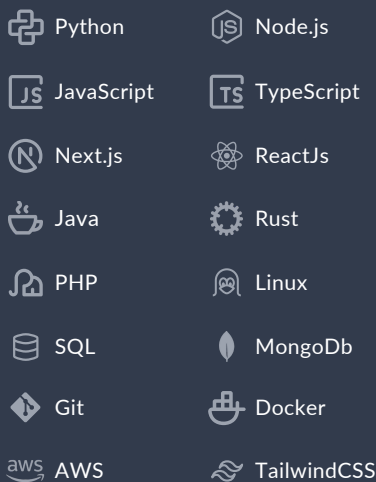 Python
JS Node.js
JS JavaScript
TS TypeScript
N Next.js
ReactJs
Java
Rust
PHP
Linux
SQL
MongoDb
Git
Docker
aws AWS
TailwindCSS